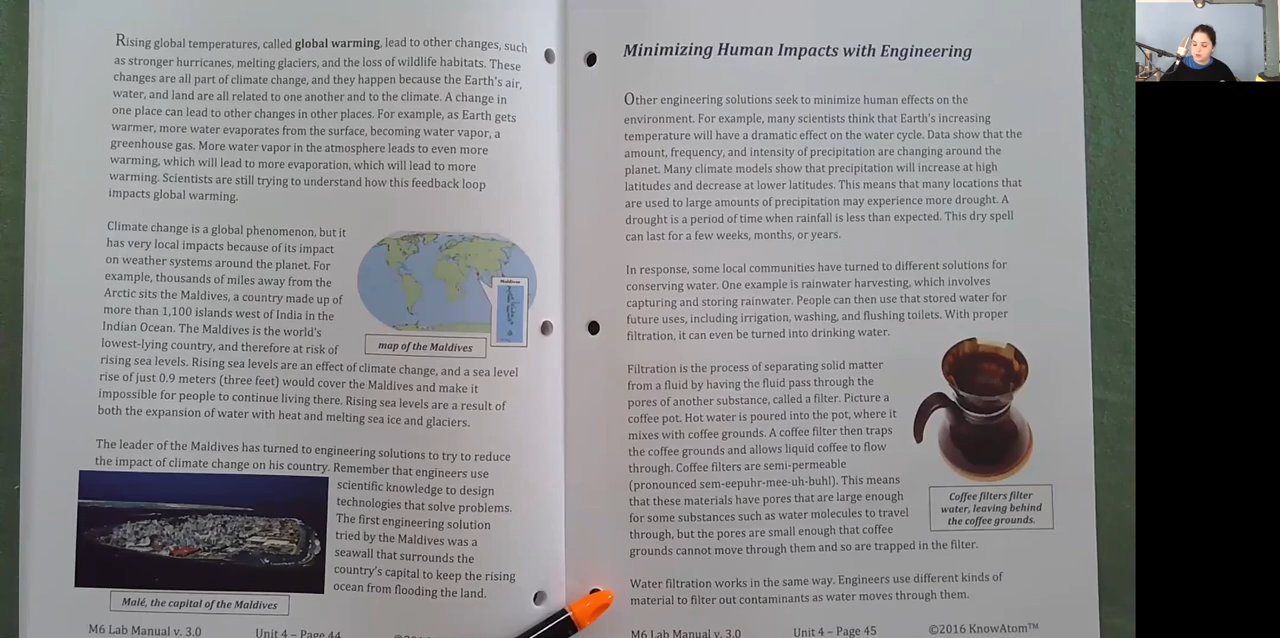 Rising global temperatures, called global warming, lead to other changes, such
as stronger hurricanes, melting glaciers, and the loss of wildlife habitats. These
changes are all part of climate change, and they happen because the Earth's air,
water, and land are all related to one another and to the climate. A change in
one place can lead to other changes in other places. For example, as Earth gets
warmer, more water evaporates from the surface, becoming water vapor, a
greenhouse gas. More water vapor in the atmosphere leads to even more
warming, which will lead to more evaporation, which will lead to more
warming. Scientists are still trying to understand how this feedback loop
impacts global warming.
Climate change is a global phenomenon, but it
has very local impacts because of its impact
on weather systems around the planet. For
example, thousands of miles away from the
Arctic sits the Maldives, a country made up of
more than 1,100 islands west of India in the
Indian Ocean. The Maldives is the world's
lowest-lying country, and therefore at risk of
rising sea levels. Rising sea levels are an effect of climate change, and a sea level
rise of just 0.9 meters (three feet) would cover the Maldives and make it
impossible for people to continue living there. Rising sea levels are a result of
both the expansion of water with heat and melting sea ice and glaciers.
Maldives
map of the Maldives
The leader of the Maldives has turned to engineering solutions to try to reduce
the impact of climate change on his country. Remember that engineers use
scientific knowledge to design
technologies that solve problems.
The first engineering solution
tried by the Maldives was a
seawall that surrounds the
country's capital to keep the rising
ocean from flooding the land.
Malé, the capital of the Maldives
M6 Lab Manual v. 3.0 Unit 4 – Page 44
Minimizing Human Impacts with Engineering
Other engineering solutions seek to minimize human effects on the
environment. For example, many scientists think that Earth's increasing
temperature will have a dramatic effect on the water cycle. Data show that the
amount, frequency, and intensity of precipitation are changing around the
planet. Many climate models show that precipitation will increase at high
latitudes and decrease at lower latitudes. This means that many locations that
are used to large amounts of precipitation may experience more drought. A
drought is a period of time when rainfall is less than expected. This dry spell
can last for a few weeks, months, or years.
In response, some local communities have turned to different solutions for
conserving water. One example is rainwater harvesting, which involves
capturing and storing rainwater. People can then use that stored water for
future uses, including irrigation, washing, and flushing toilets. With proper
filtration, it can even be turned into drinking water.
Filtration is the process of separating solid matter
from a fluid by having the fluid pass through the
pores of another substance, called a filter. Picture a
coffee pot. Hot water is poured into the pot, where it
mixes with coffee grounds. A coffee filter then traps
the coffee grounds and allows liquid coffee to flow
through. Coffee filters are semi-permeable
(pronounced sem-eepuhr-mee-uh-buhl). This means
that these materials have pores that are large enough
for some substances such as water molecules to travel
through, but the pores are small enough that coffee
grounds cannot move through them and so are trapped in the filter.
Coffee filters filter
water, leaving behind
the coffee grounds.
Water filtration works in the same way. Engineers use different kinds of
material to filter out contaminants as water moves through them.
M6 Lab Manual v. 3.0 Unit 4 – Page 45 ©2016 KnowAtom™